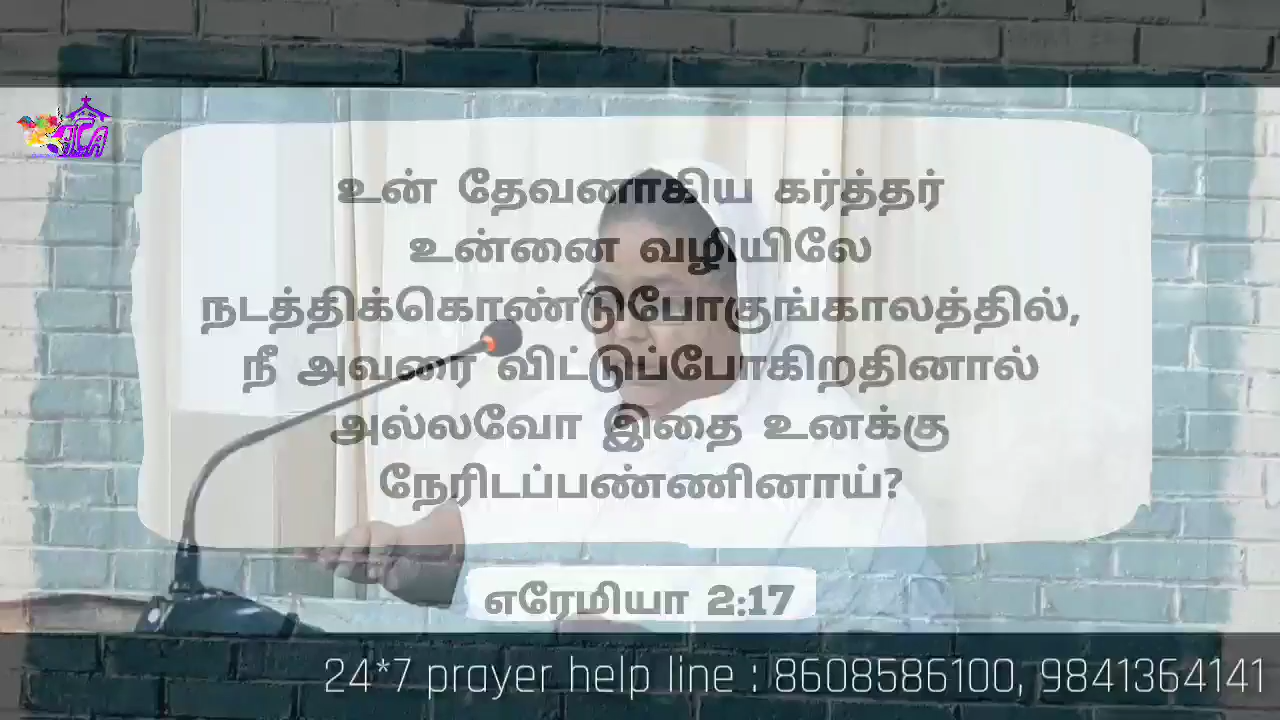 உன் தேவனாகிய கர்த்தர்
உன்னை வழியிலே
நடத்திக்கொண்டுபோகுங்காலத்தில்,
நீ அவரை விட்டுப்போகிறதினால்
அல்லவோ இதை உனக்கு
நேரிடப்பண்ணினாய்?
எரேமியா 2:17
24*7 prayer help line : 8608586100, 9841364141